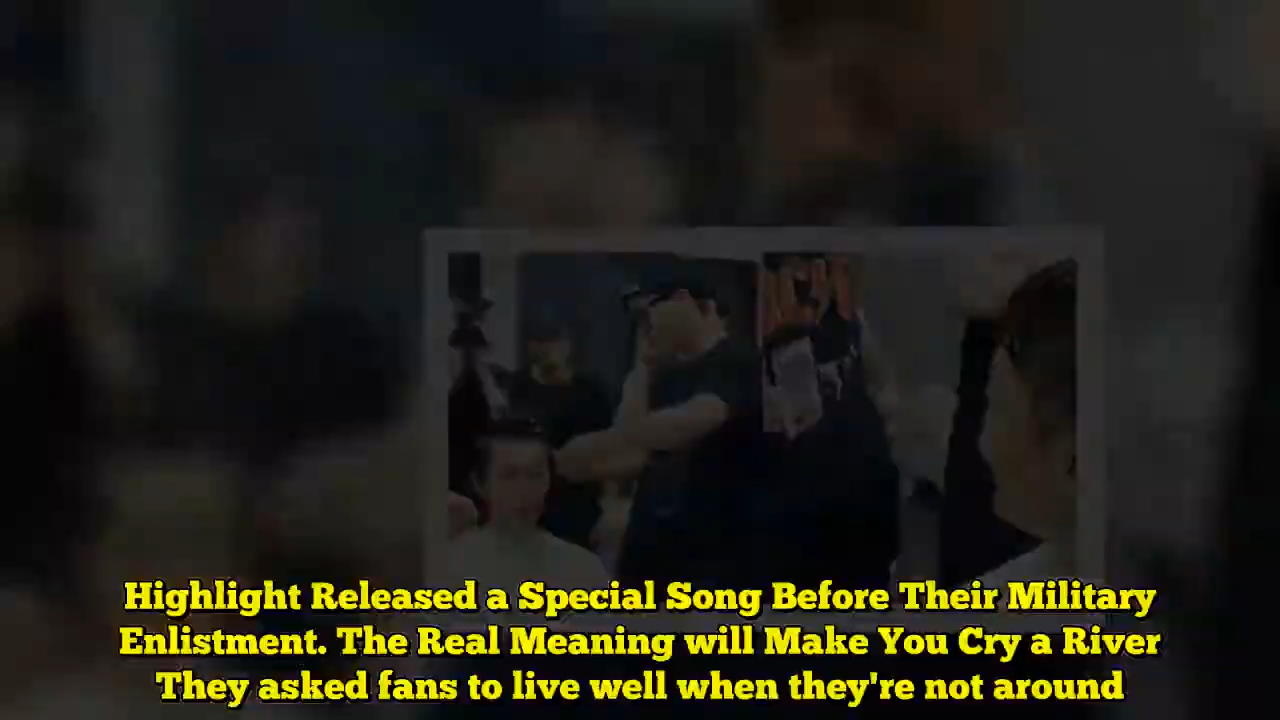 Highlight Released a Special Song Before Their Military
Enlistment. The Real Meaning will Make You Cry a River
They asked fans to live well when they're not around